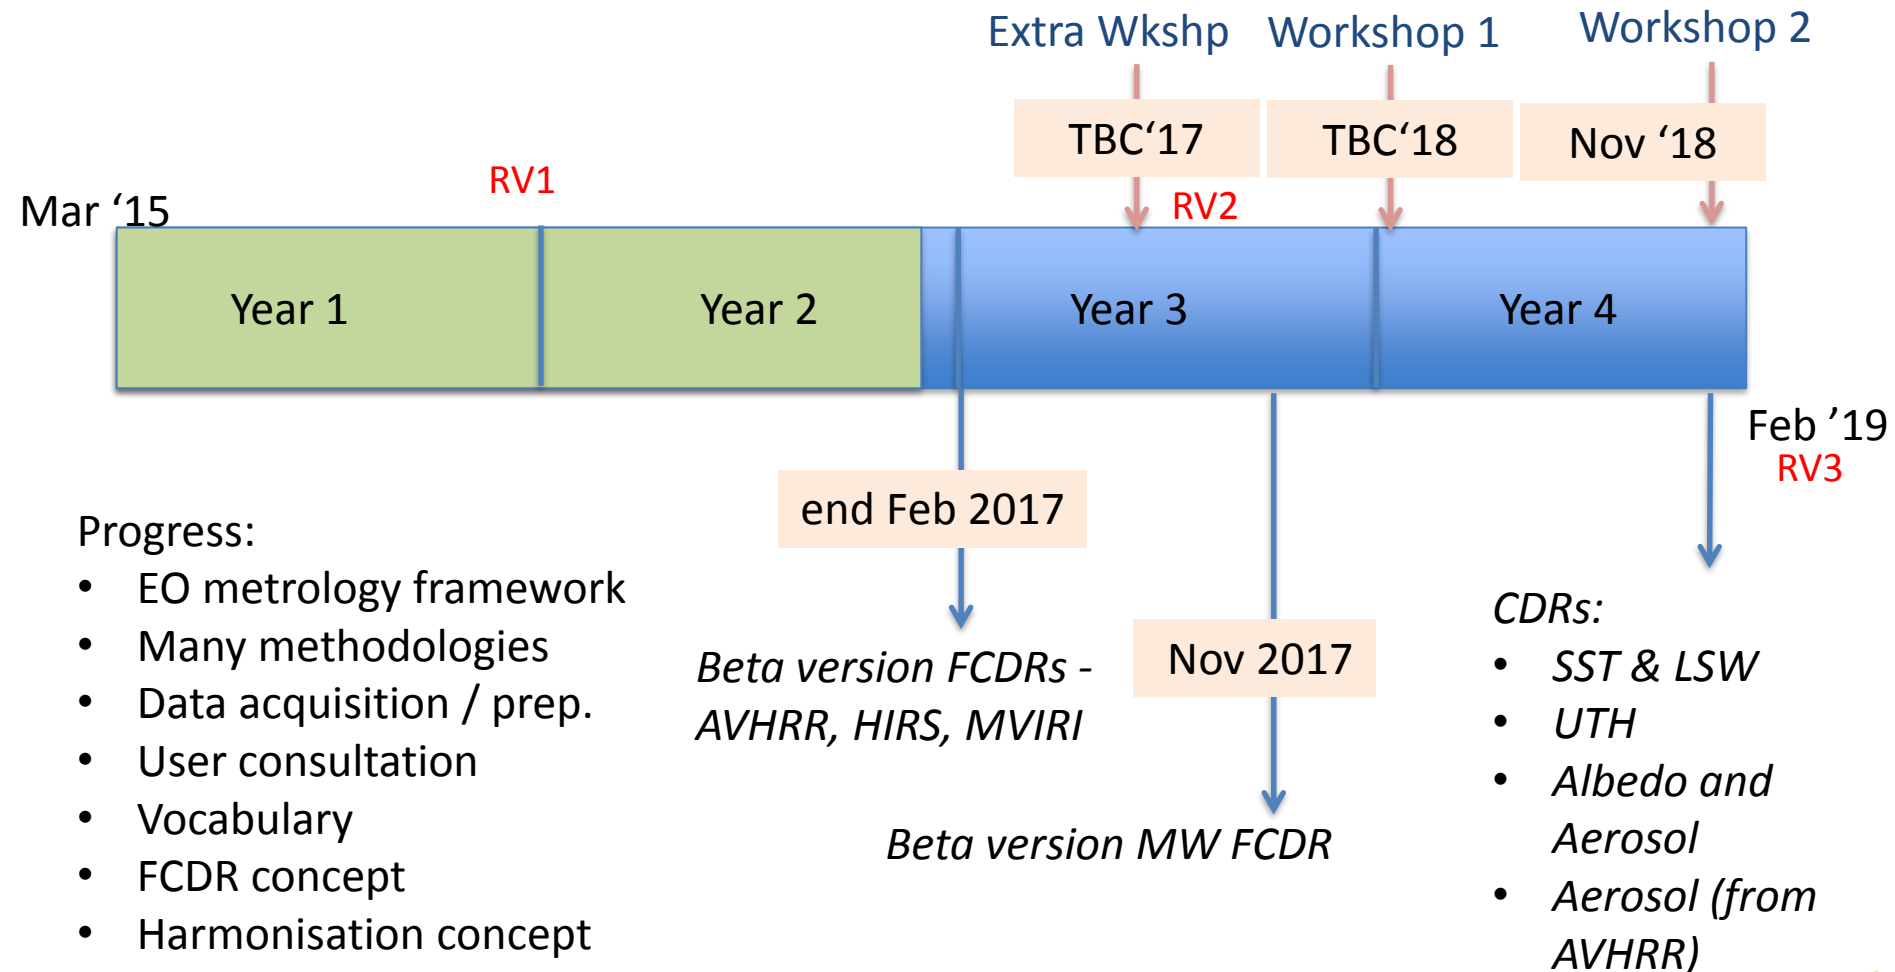 Extra Wkshp
Workshop 1
Workshop 2
TBC‘17
TBC‘18
Nov ‘18
RV1
RV2
Mar ‘15
Year 1
Year 2
Year 3
Year 4
Feb ’19
RV3
end Feb 2017
Progress:
• EO metrology framework
• Many methodologies
• Data acquisition / prep.
• User consultation
• Vocabulary
• FCDR concept
• Harmonisation concept
Beta version FCDRs -
AVHRR, HIRS, MVIRI
Nov 2017
Beta version MW FCDR
CDRs:
• SST & LSW
• UTH
• Albedo and
Aerosol
• Aerosol (from
AVHRR)